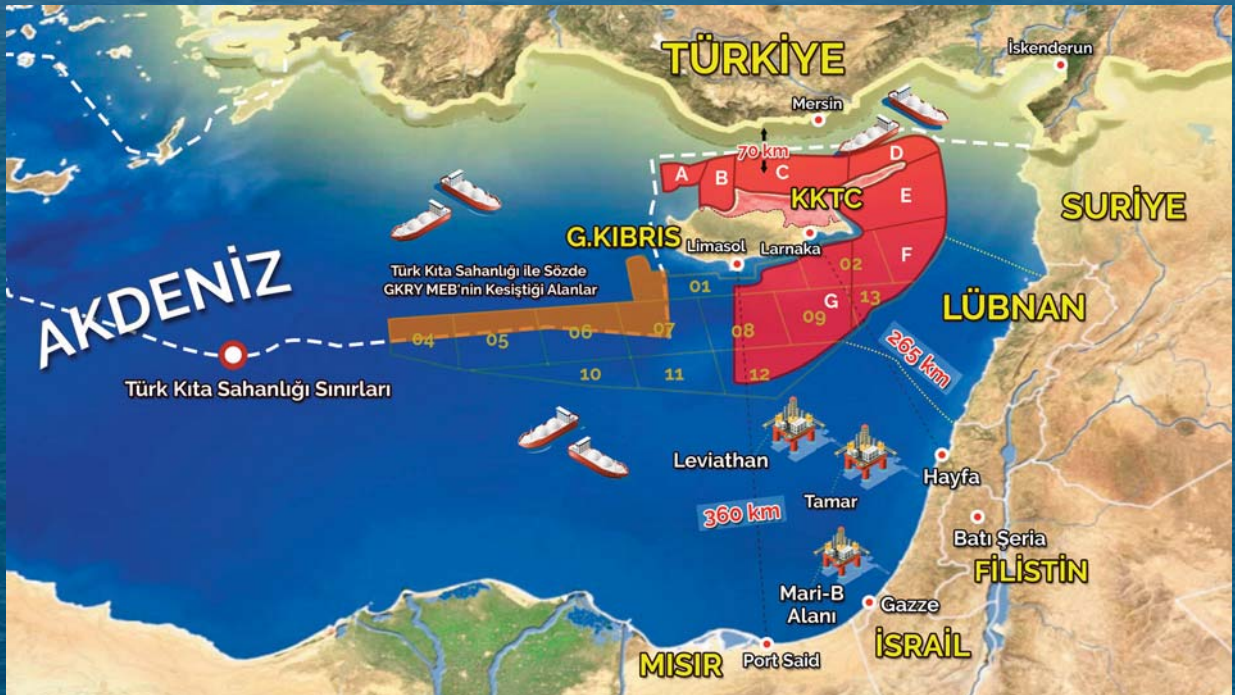 TÜRKİYE
İskenderun
Mersin
70 km
A
B
C
D
E
KKTC
SURİYE
G.KIBRIS
Limasol
Larnaka
F
Türk Kıta Sahanlığı ile Sözde
GKRY MEB'nin Kesiştiği Alanlar
AKDENİZ
01
02
G
13
LÜBNAN
04
05
06
07
08
09
265 km
10
11
12
Türk Kıta Sahanlığı Sınırları
Leviathan
Tamar
Hayfa
360 km
Batı Şeria
FİLİSTİN
Mari-B
Alanı
Gazze
İSRAİL
MISIR
Port Said